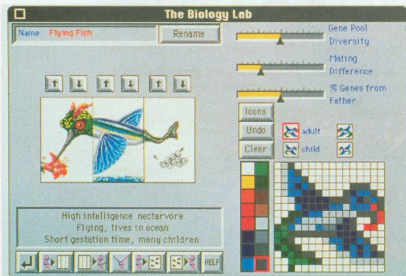 The Biology Lab
Name: Flying Fish
Rename
Gene Pool
Diversity
Mating
Difference
% Genes from
Father
Icons
Undo
Clear
adult
child
High intelligence nectarvore
Flying, lives in ocean
Short gestation time, many children
HELP